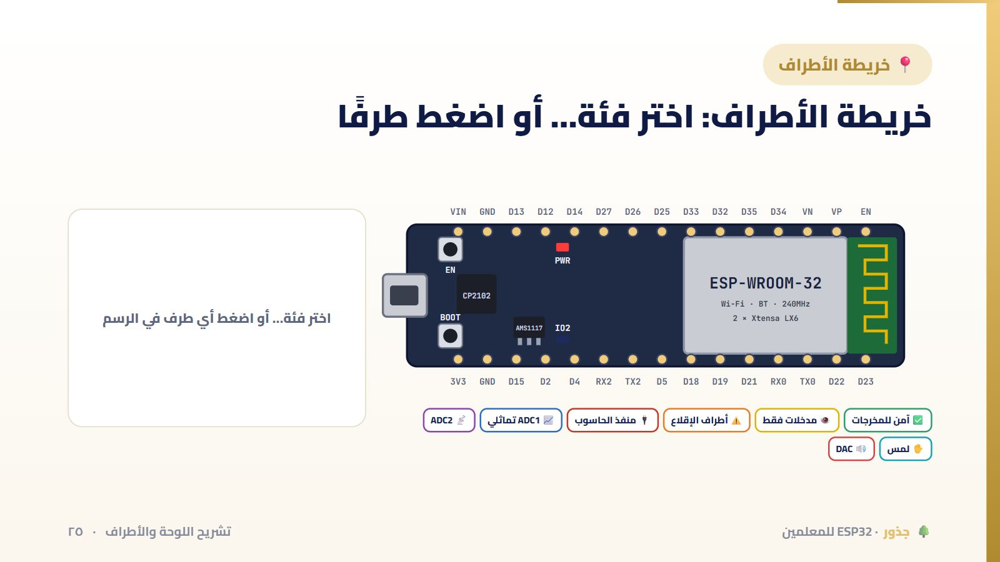 خريطة الأطراف
خريطة الأطراف: اختر فئة... أو اضغط طرفًا
VIN GND D13 D12 D14 D27 D26 D25 D33 D32 D35 D34 VN VP EN
PWR
EN
CP2102
BOOT
AMS1117
IO2
ESP-WROOM-32
Wi-Fi · BT · 240MHz
2 × Xtensa LX6
3V3 GND D15 D2 D4 RX2 TX2 D5 D18 D19 D21 RX0 TX0 D22 D23
آمن للمخرجات
مدخلات فقط
أطراف الإقلاع
منفذ الحاسوب
ADC1 تماثلي
ADC2
لمس
DAC
اختر فئة... أو اضغط أي طرف في الرسم
جذور · ESP32 للمعلمين
تشريح اللوحة والأطراف · ٢٥